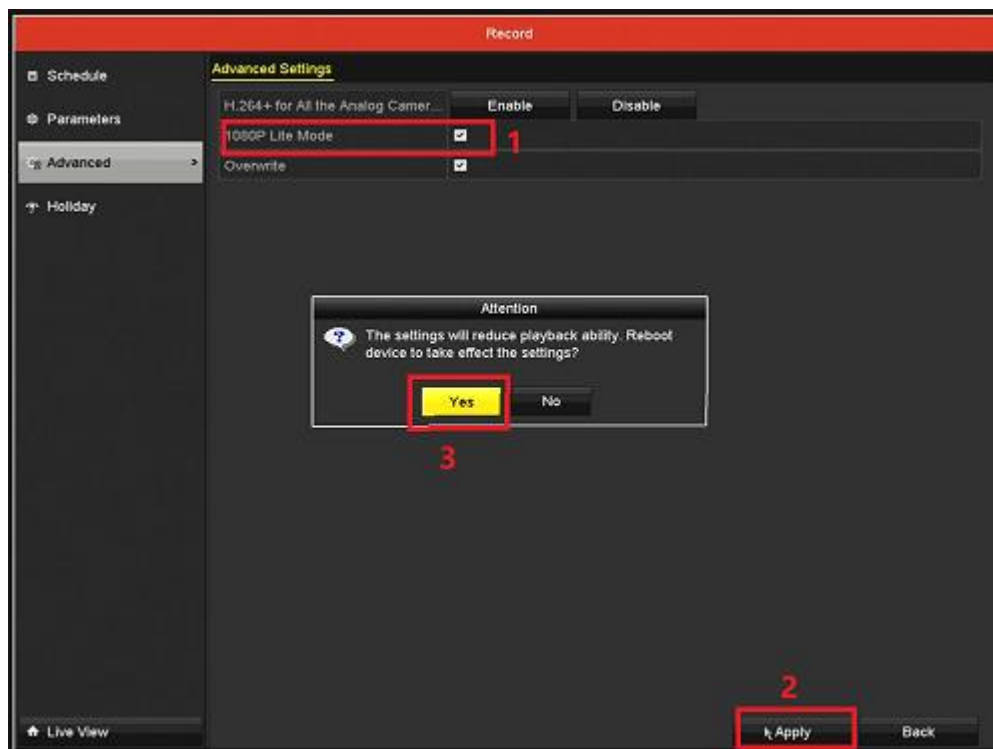 Record
Schedule
Parameters
Advanced
Holiday
Live View
Advanced Settings
H.264+ for All the Analog Camer... Enable Disable
1080P Lite Mode 1
Overwrite
Attention
The settings will reduce playback ability. Reboot
device to take effect the settings?
Yes No
3
2
Apply Back